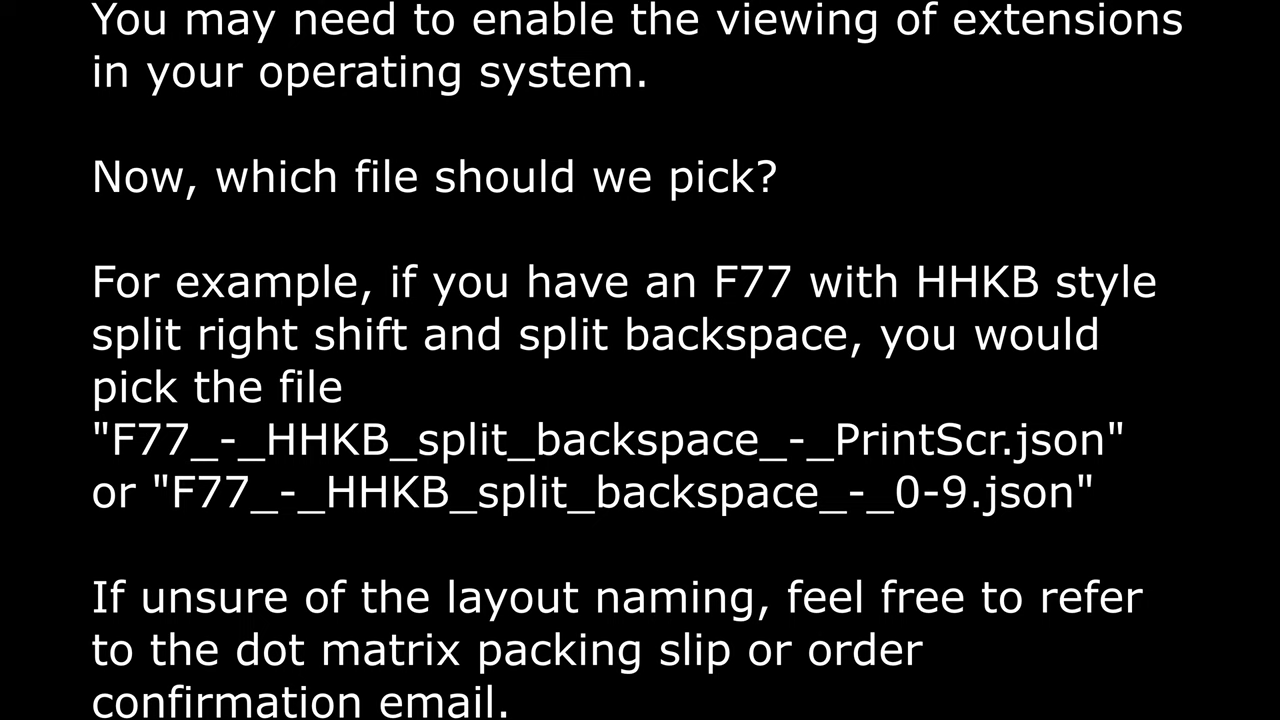 You may need to enable the viewing of extensions
in your operating system.
Now, which file should we pick?
For example, if you have an F77 with HHKB style
split right shift and split backspace, you would
pick the file
"F77_-_HHKB_split_backspace_-_PrintScr.json"
or "F77_-_HHKB_split_backspace_-_0-9.json"
If unsure of the layout naming, feel free to refer
to the dot matrix packing slip or order
confirmation email.